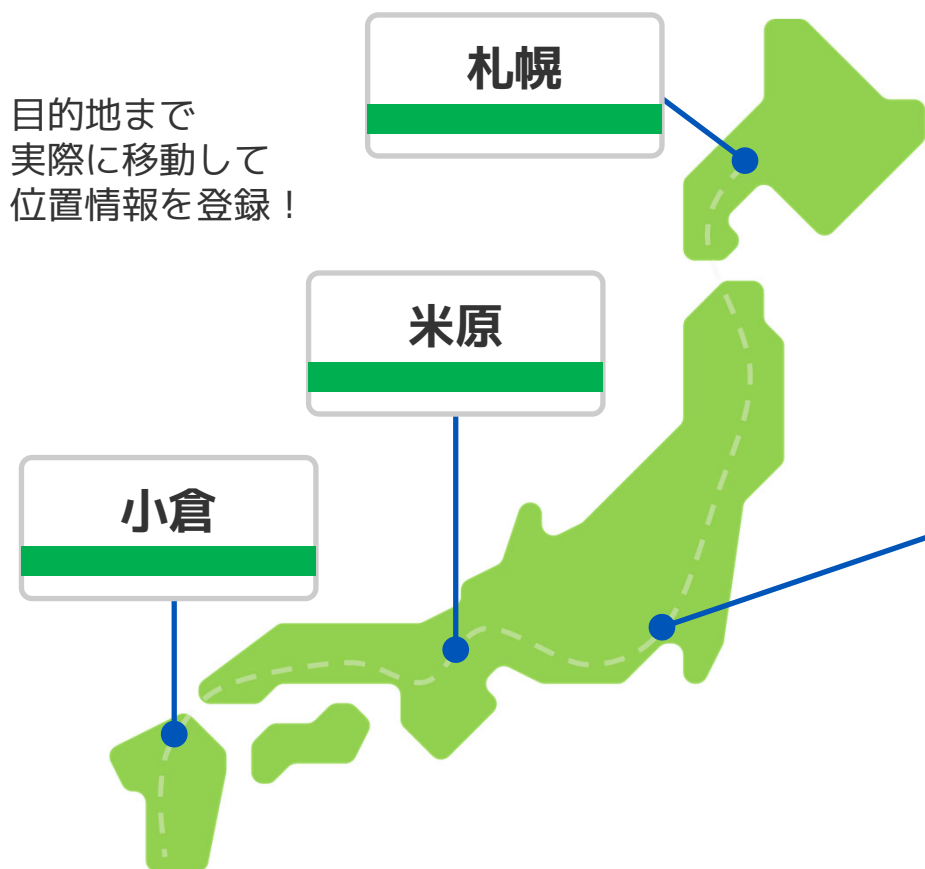 札幌
目的地まで
実際に移動して
位置情報を登録！
米原
小倉